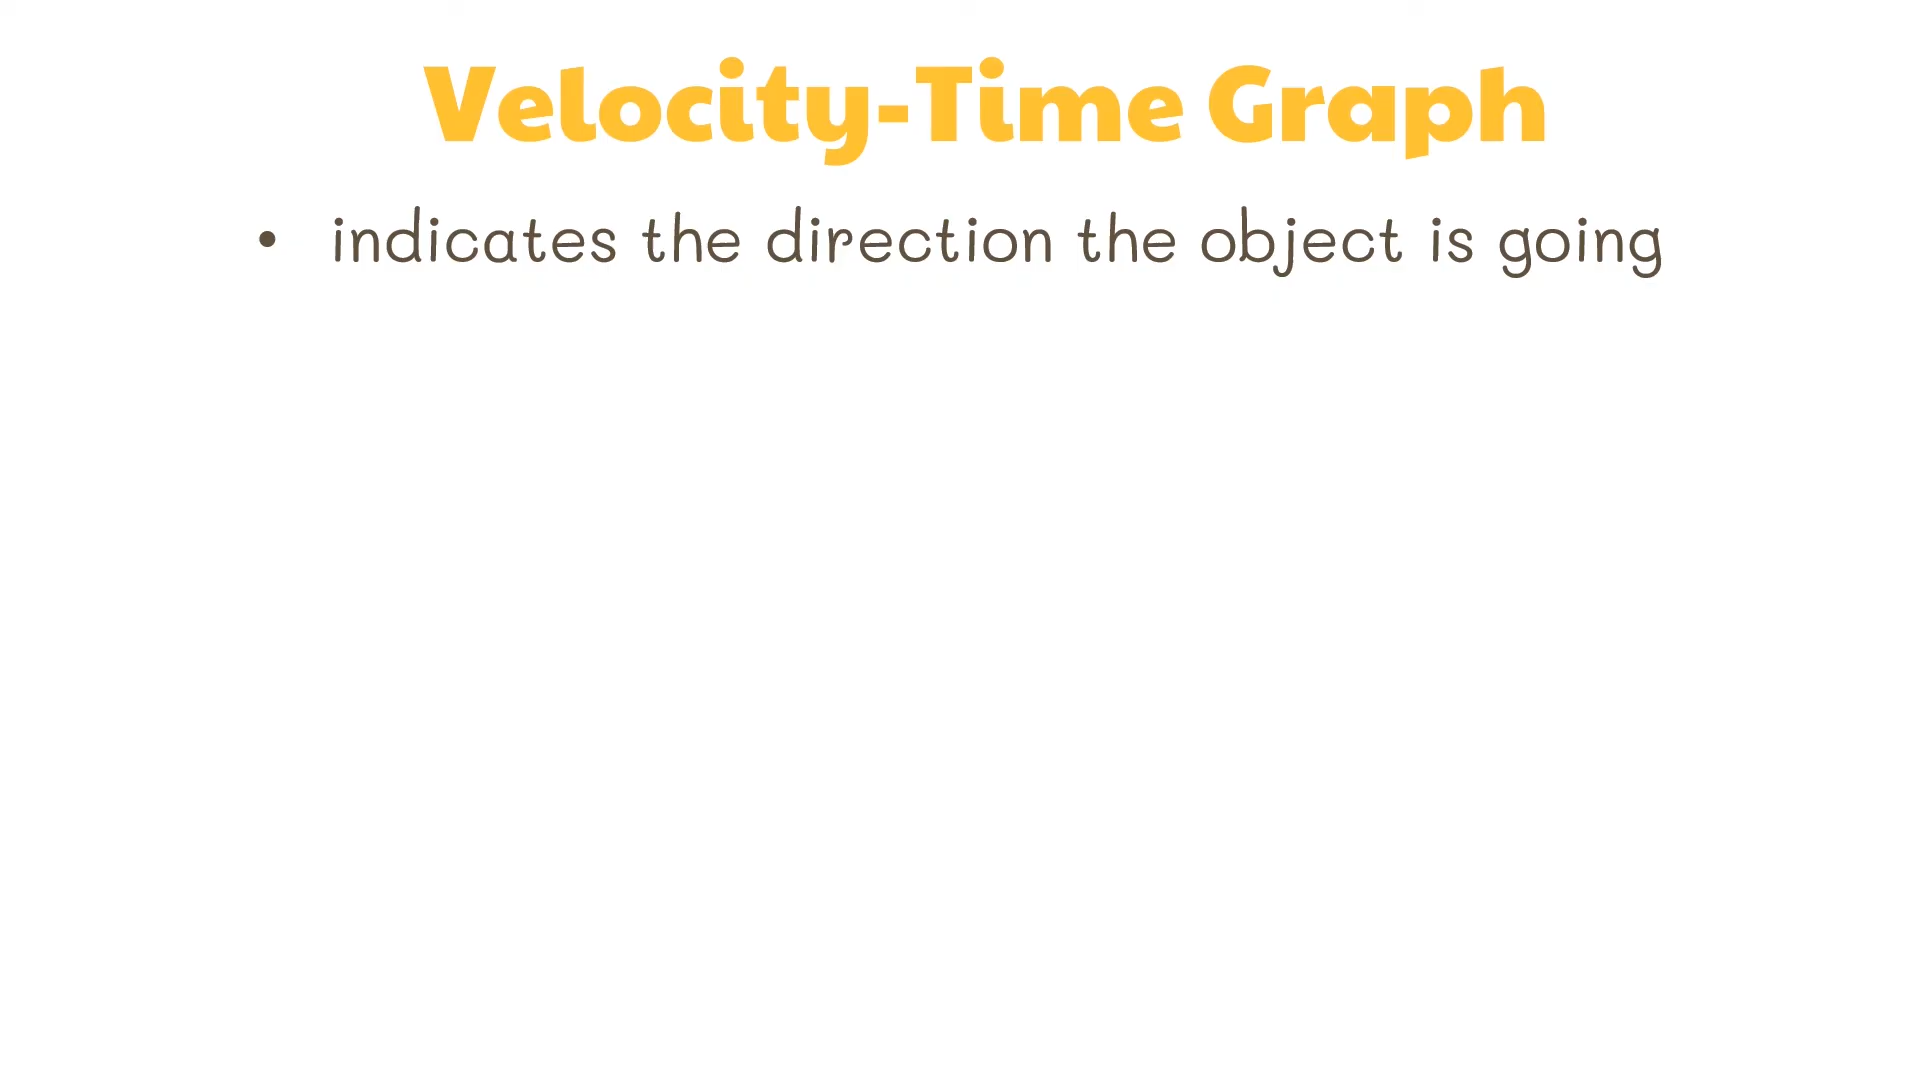 Velocity-Time Graph
• indicates the direction the object is going